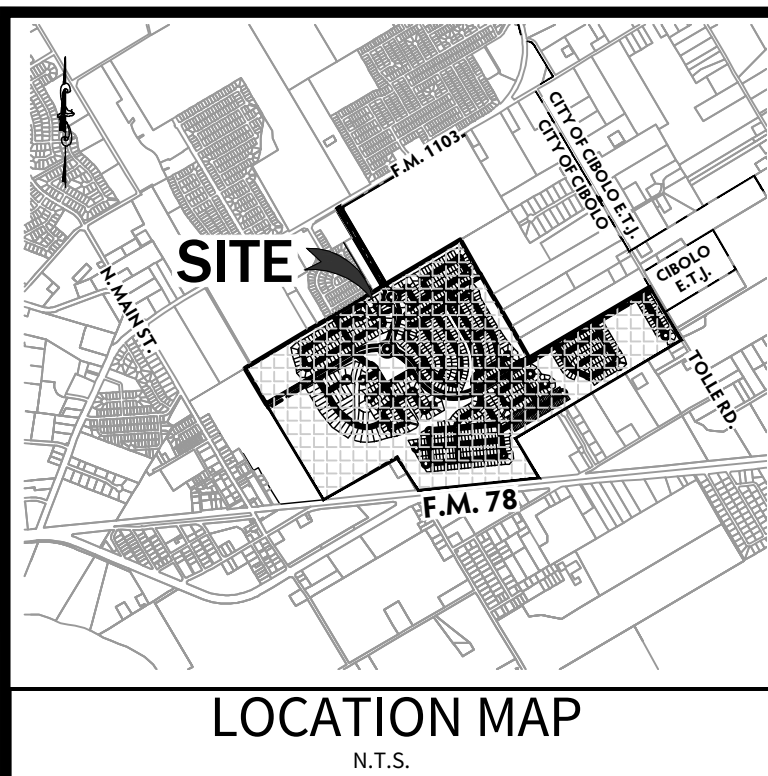 F.M. 1103
CITY OF CIBOLO E.T.J.
CITY OF CIBOLO
SITE
CIBOLO
E.T.J.
N. MAIN ST.
TOLLE RD.
F.M. 78
LOCATION MAP
N.T.S.